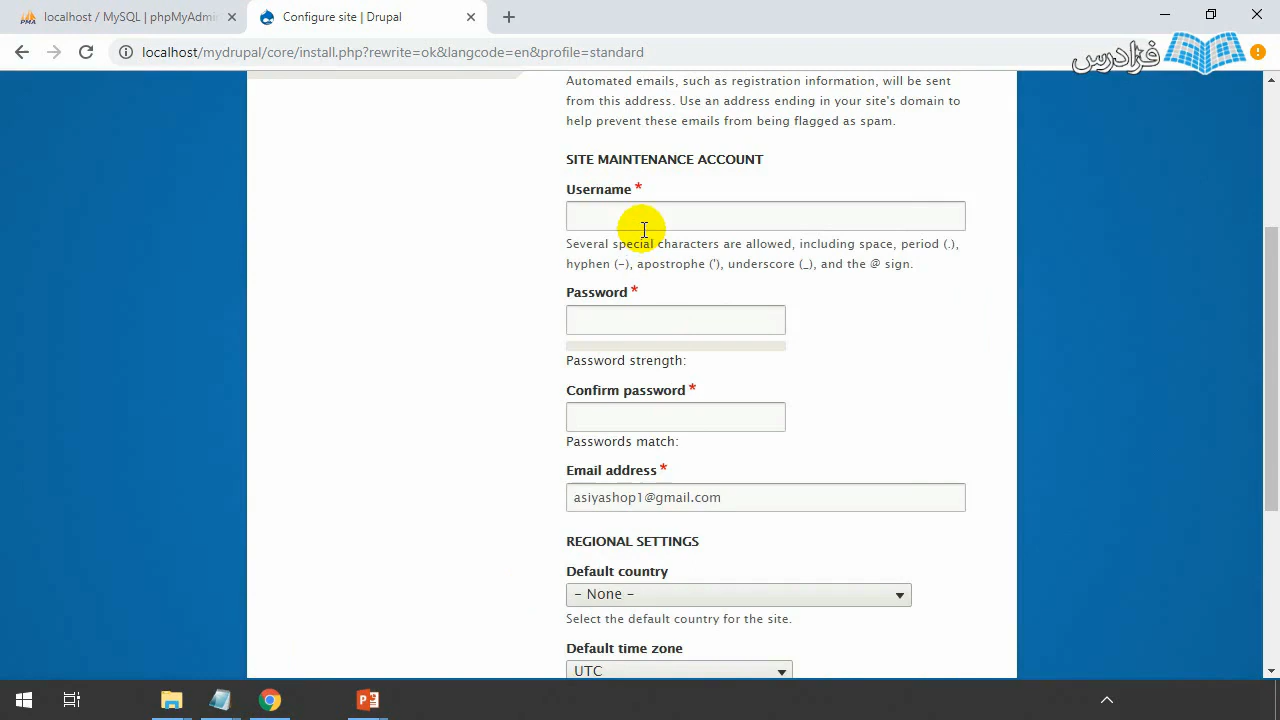 localhost / MySQL | phpMyAdmi
Configure site | Drupal
localhost/mydrupal/core/install.php?rewrite=ok&langcode=en&profile=standard
فرادرس
Automated emails, such as registration information, will be sent
from this address. Use an address ending in your site's domain to
help prevent these emails from being flagged as spam.
SITE MAINTENANCE ACCOUNT
Username *
Several special characters are allowed, including space, period (.),
hyphen (-), apostrophe ('), underscore (_), and the @ sign.
Password *
Password strength:
Confirm password *
Passwords match:
Email address *
asiyashop1@gmail.com
REGIONAL SETTINGS
Default country
- None -
Select the default country for the site.
Default time zone
UTC